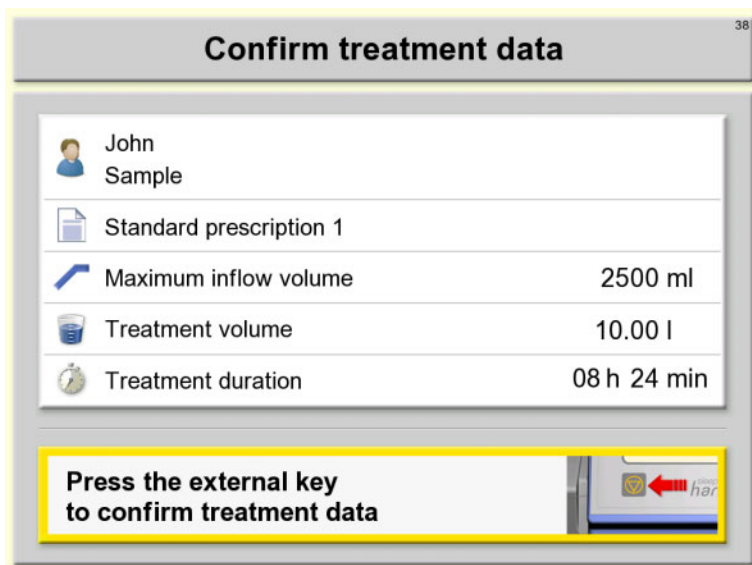 38
Confirm treatment data
John
Sample
Standard prescription 1
Maximum inflow volume 2500 ml
Treatment volume 10.00 l
Treatment duration 08 h 24 min
Press the external key
to confirm treatment data